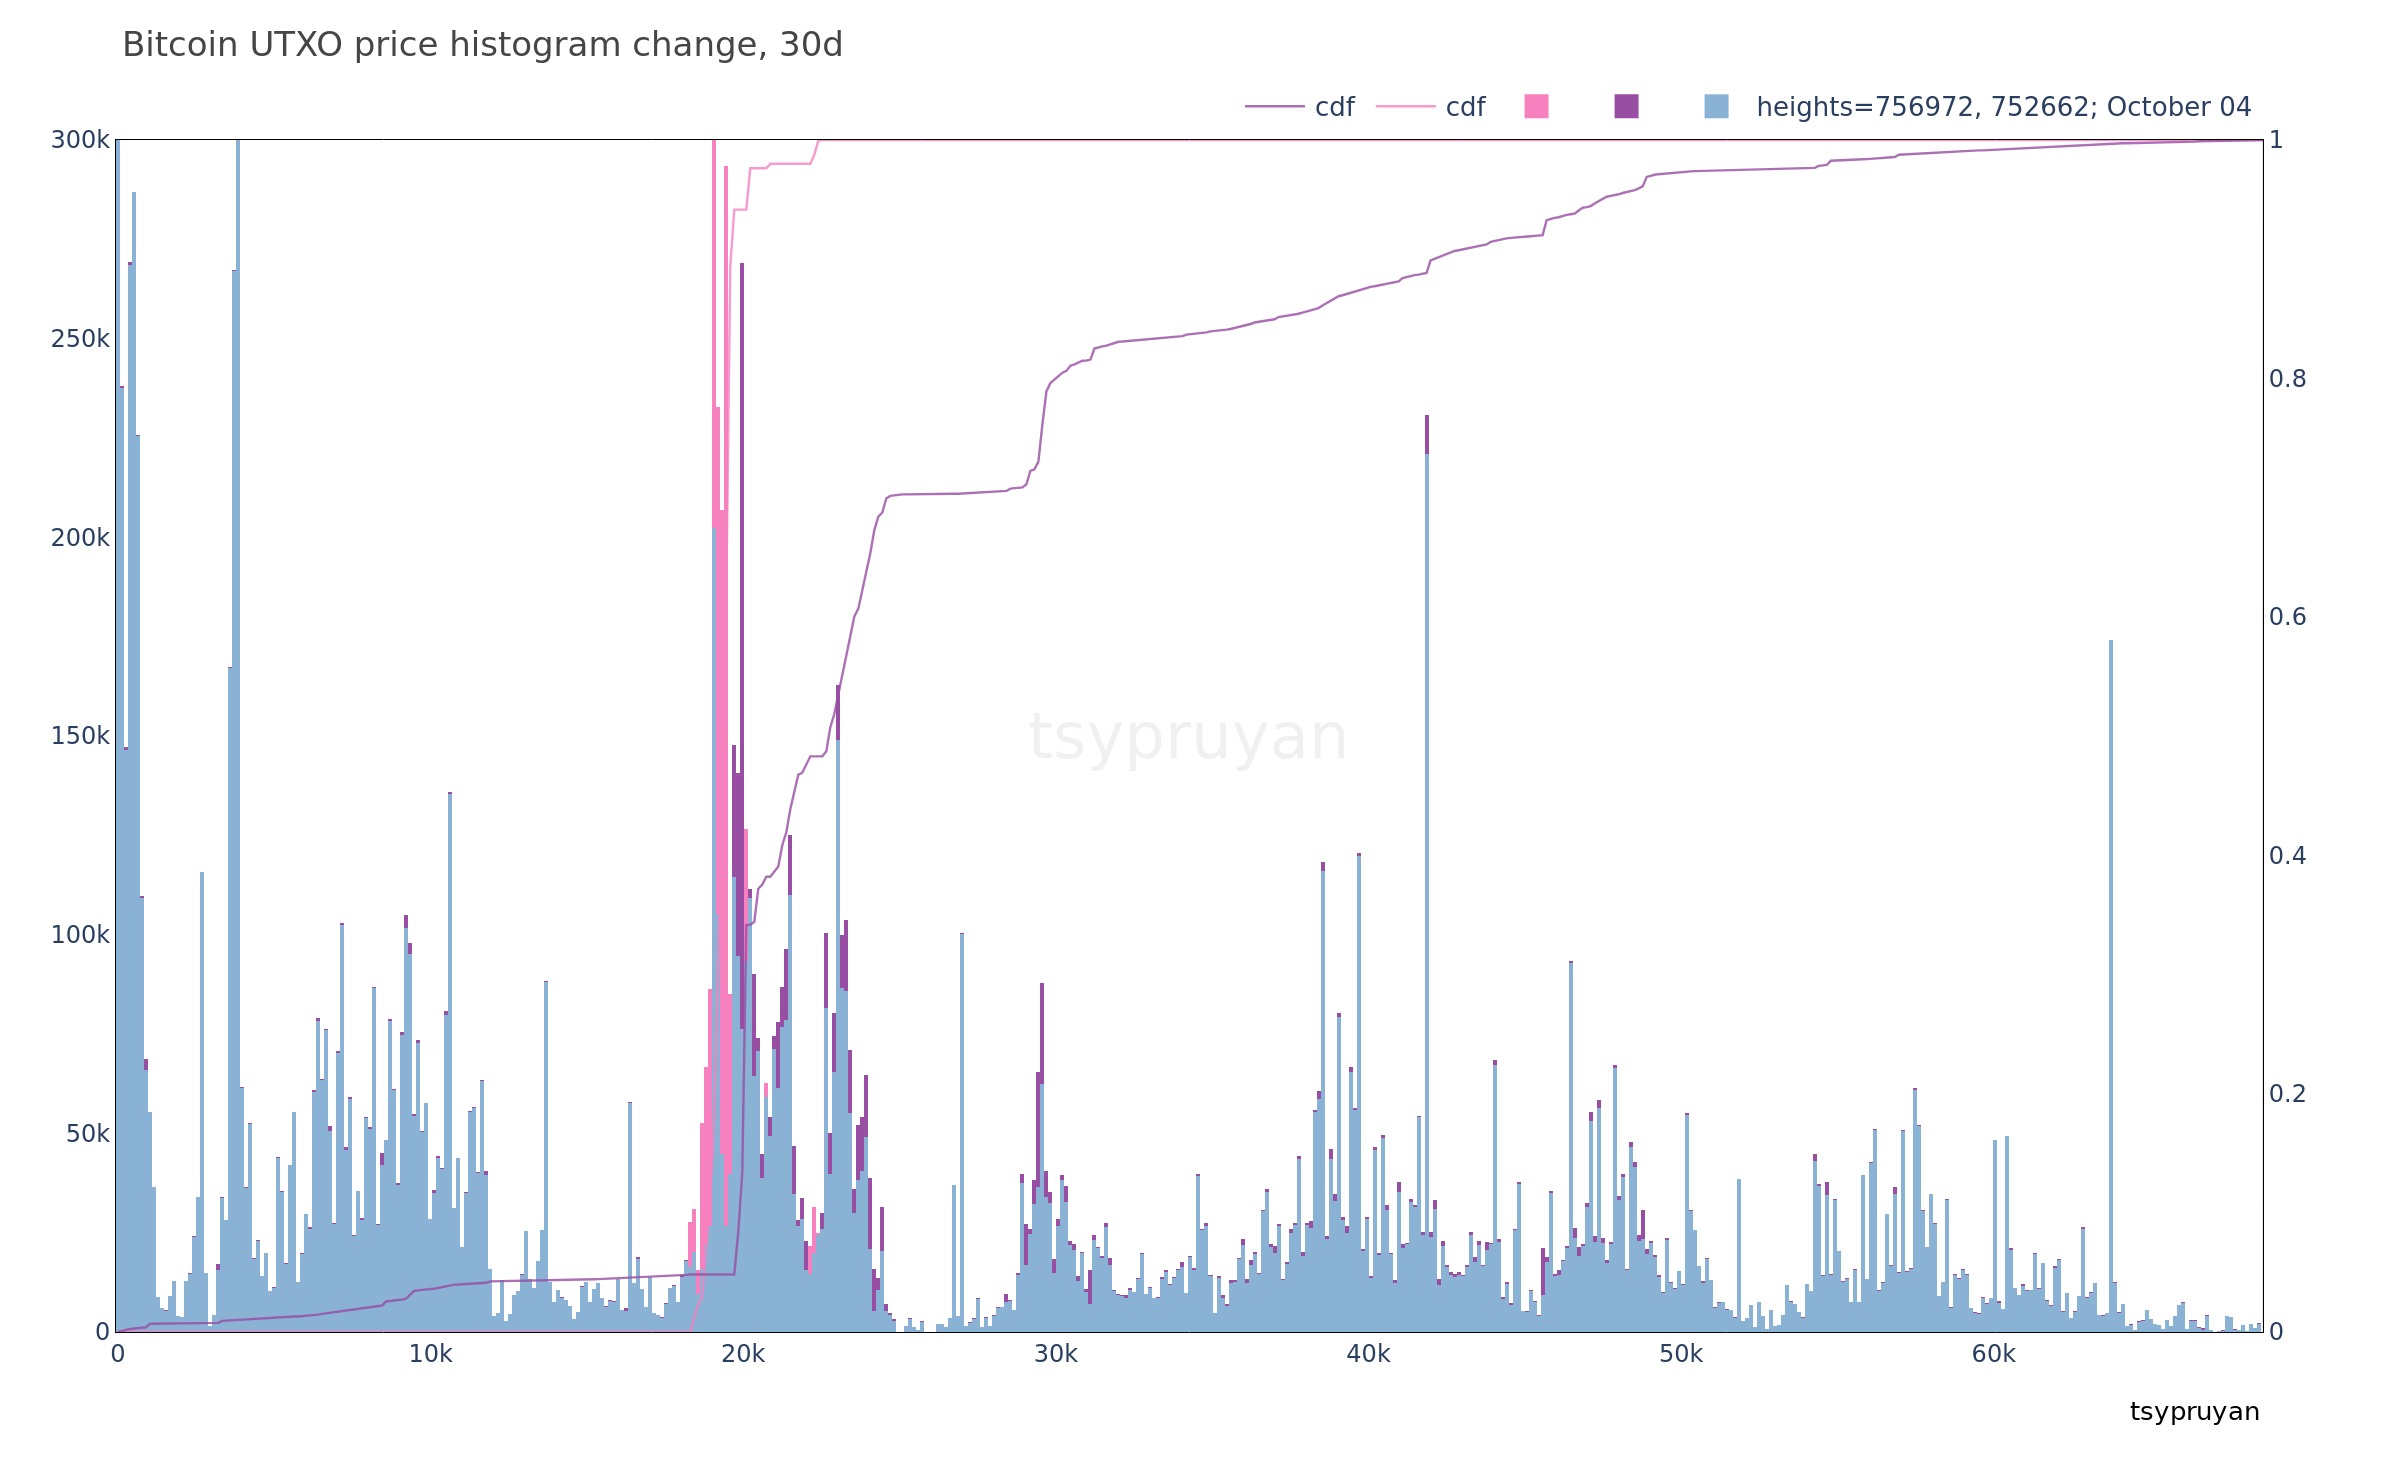 Bitcoin UTXO price histogram change, 30d
cdf cdf heights=756972, 752662; October 04
300k
250k
200k
150k
100k
50k
0
1
0.8
0.6
0.4
0.2
0
tsypruyan
0 10k 20k 30k 40k 50k 60k
tsypruyan